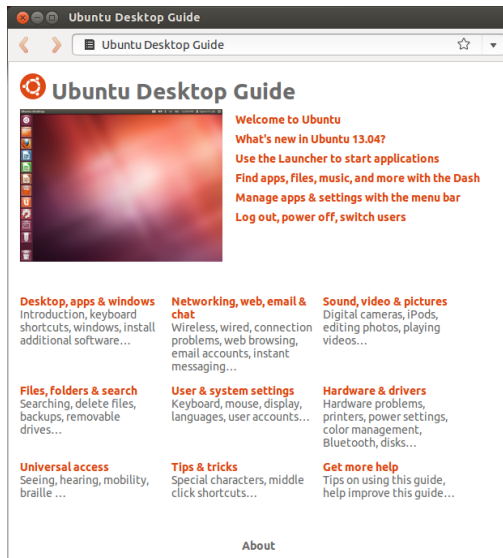 Ubuntu Desktop Guide
Ubuntu Desktop Guide
Ubuntu Desktop Guide
Welcome to Ubuntu
What's new in Ubuntu 13.04?
Use the Launcher to start applications
Find apps, files, music, and more with the Dash
Manage apps & settings with the menu bar
Log out, power off, switch users
Desktop, apps & windows
Introduction, keyboard
shortcuts, windows, install
additional software…
Networking, web, email &
chat
Wireless, wired, connection
problems, web browsing,
email accounts, instant
messaging…
Sound, video & pictures
Digital cameras, iPods,
editing photos, playing
videos…
Files, folders & search
Searching, delete files,
backups, removable
drives…
User & system settings
Keyboard, mouse, display,
languages, user accounts…
Hardware & drivers
Hardware problems,
printers, power settings,
color management,
Bluetooth, disks…
Universal access
Seeing, hearing, mobility,
braille …
Tips & tricks
Special characters, middle
click shortcuts…
Get more help
Tips on using this guide,
help improve this guide…
About